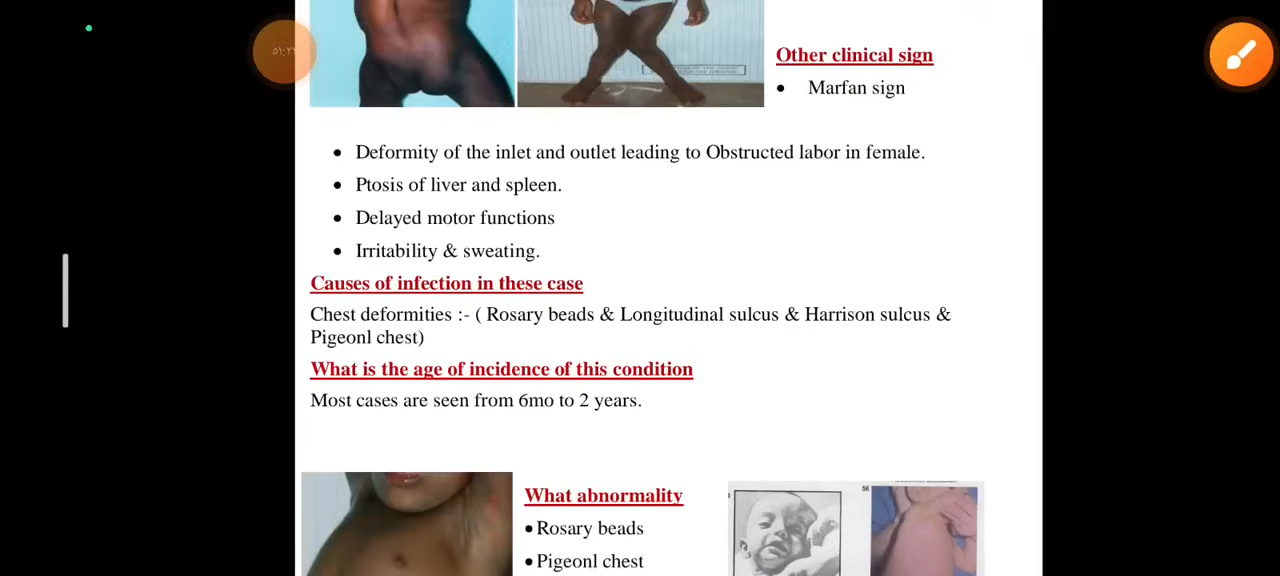 ٥١:٢٢
Other clinical sign
• Marfan sign
• Deformity of the inlet and outlet leading to Obstructed labor in female.
• Ptosis of liver and spleen.
• Delayed motor functions
• Irritability & sweating.
Causes of infection in these case
Chest deformities :- ( Rosary beads & Longitudinal sulcus & Harrison sulcus &
Pigeonl chest)
What is the age of incidence of this condition
Most cases are seen from 6mo to 2 years.
What abnormality
• Rosary beads
• Pigeonl chest
56